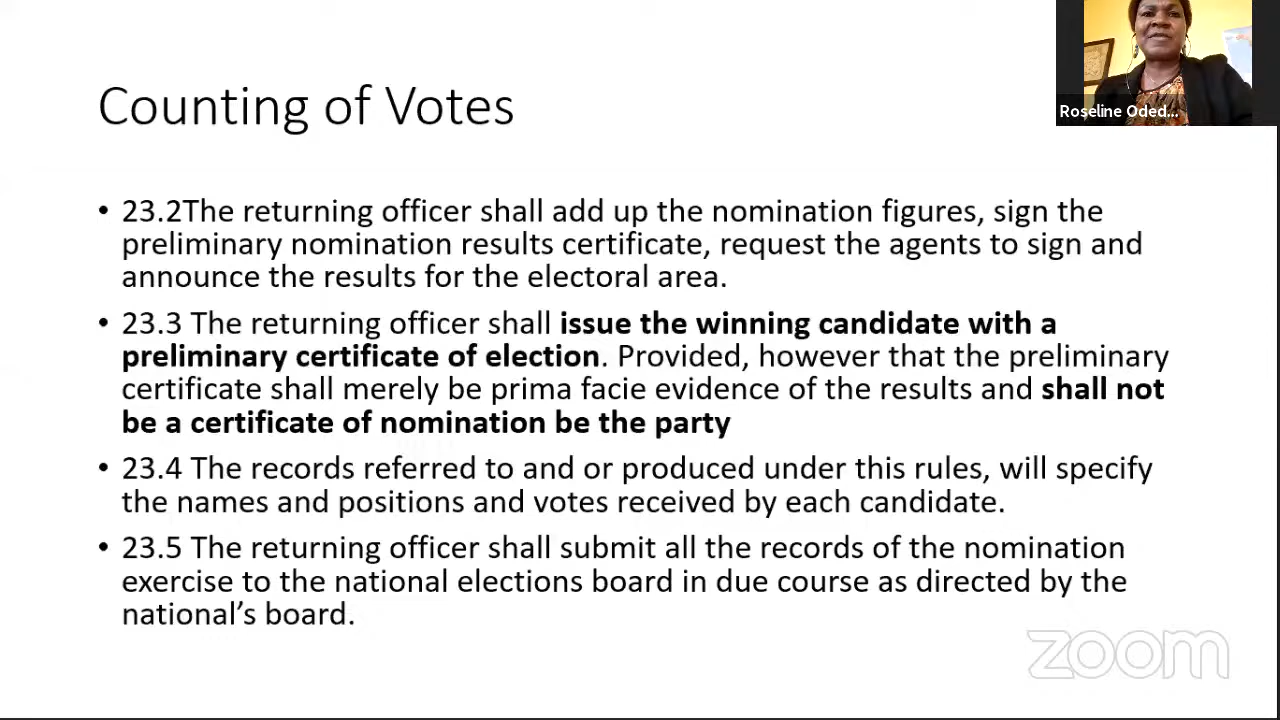 Counting of Votes
Roseline Oded...
• 23.2The returning officer shall add up the nomination figures, sign the
preliminary nomination results certificate, request the agents to sign and
announce the results for the electoral area.
• 23.3 The returning officer shall issue the winning candidate with a
preliminary certificate of election. Provided, however that the preliminary
certificate shall merely be prima facie evidence of the results and shall not
be a certificate of nomination be the party
• 23.4 The records referred to and or produced under this rules, will specify
the names and positions and votes received by each candidate.
• 23.5 The returning officer shall submit all the records of the nomination
exercise to the national elections board in due course as directed by the
national’s board.
zoom